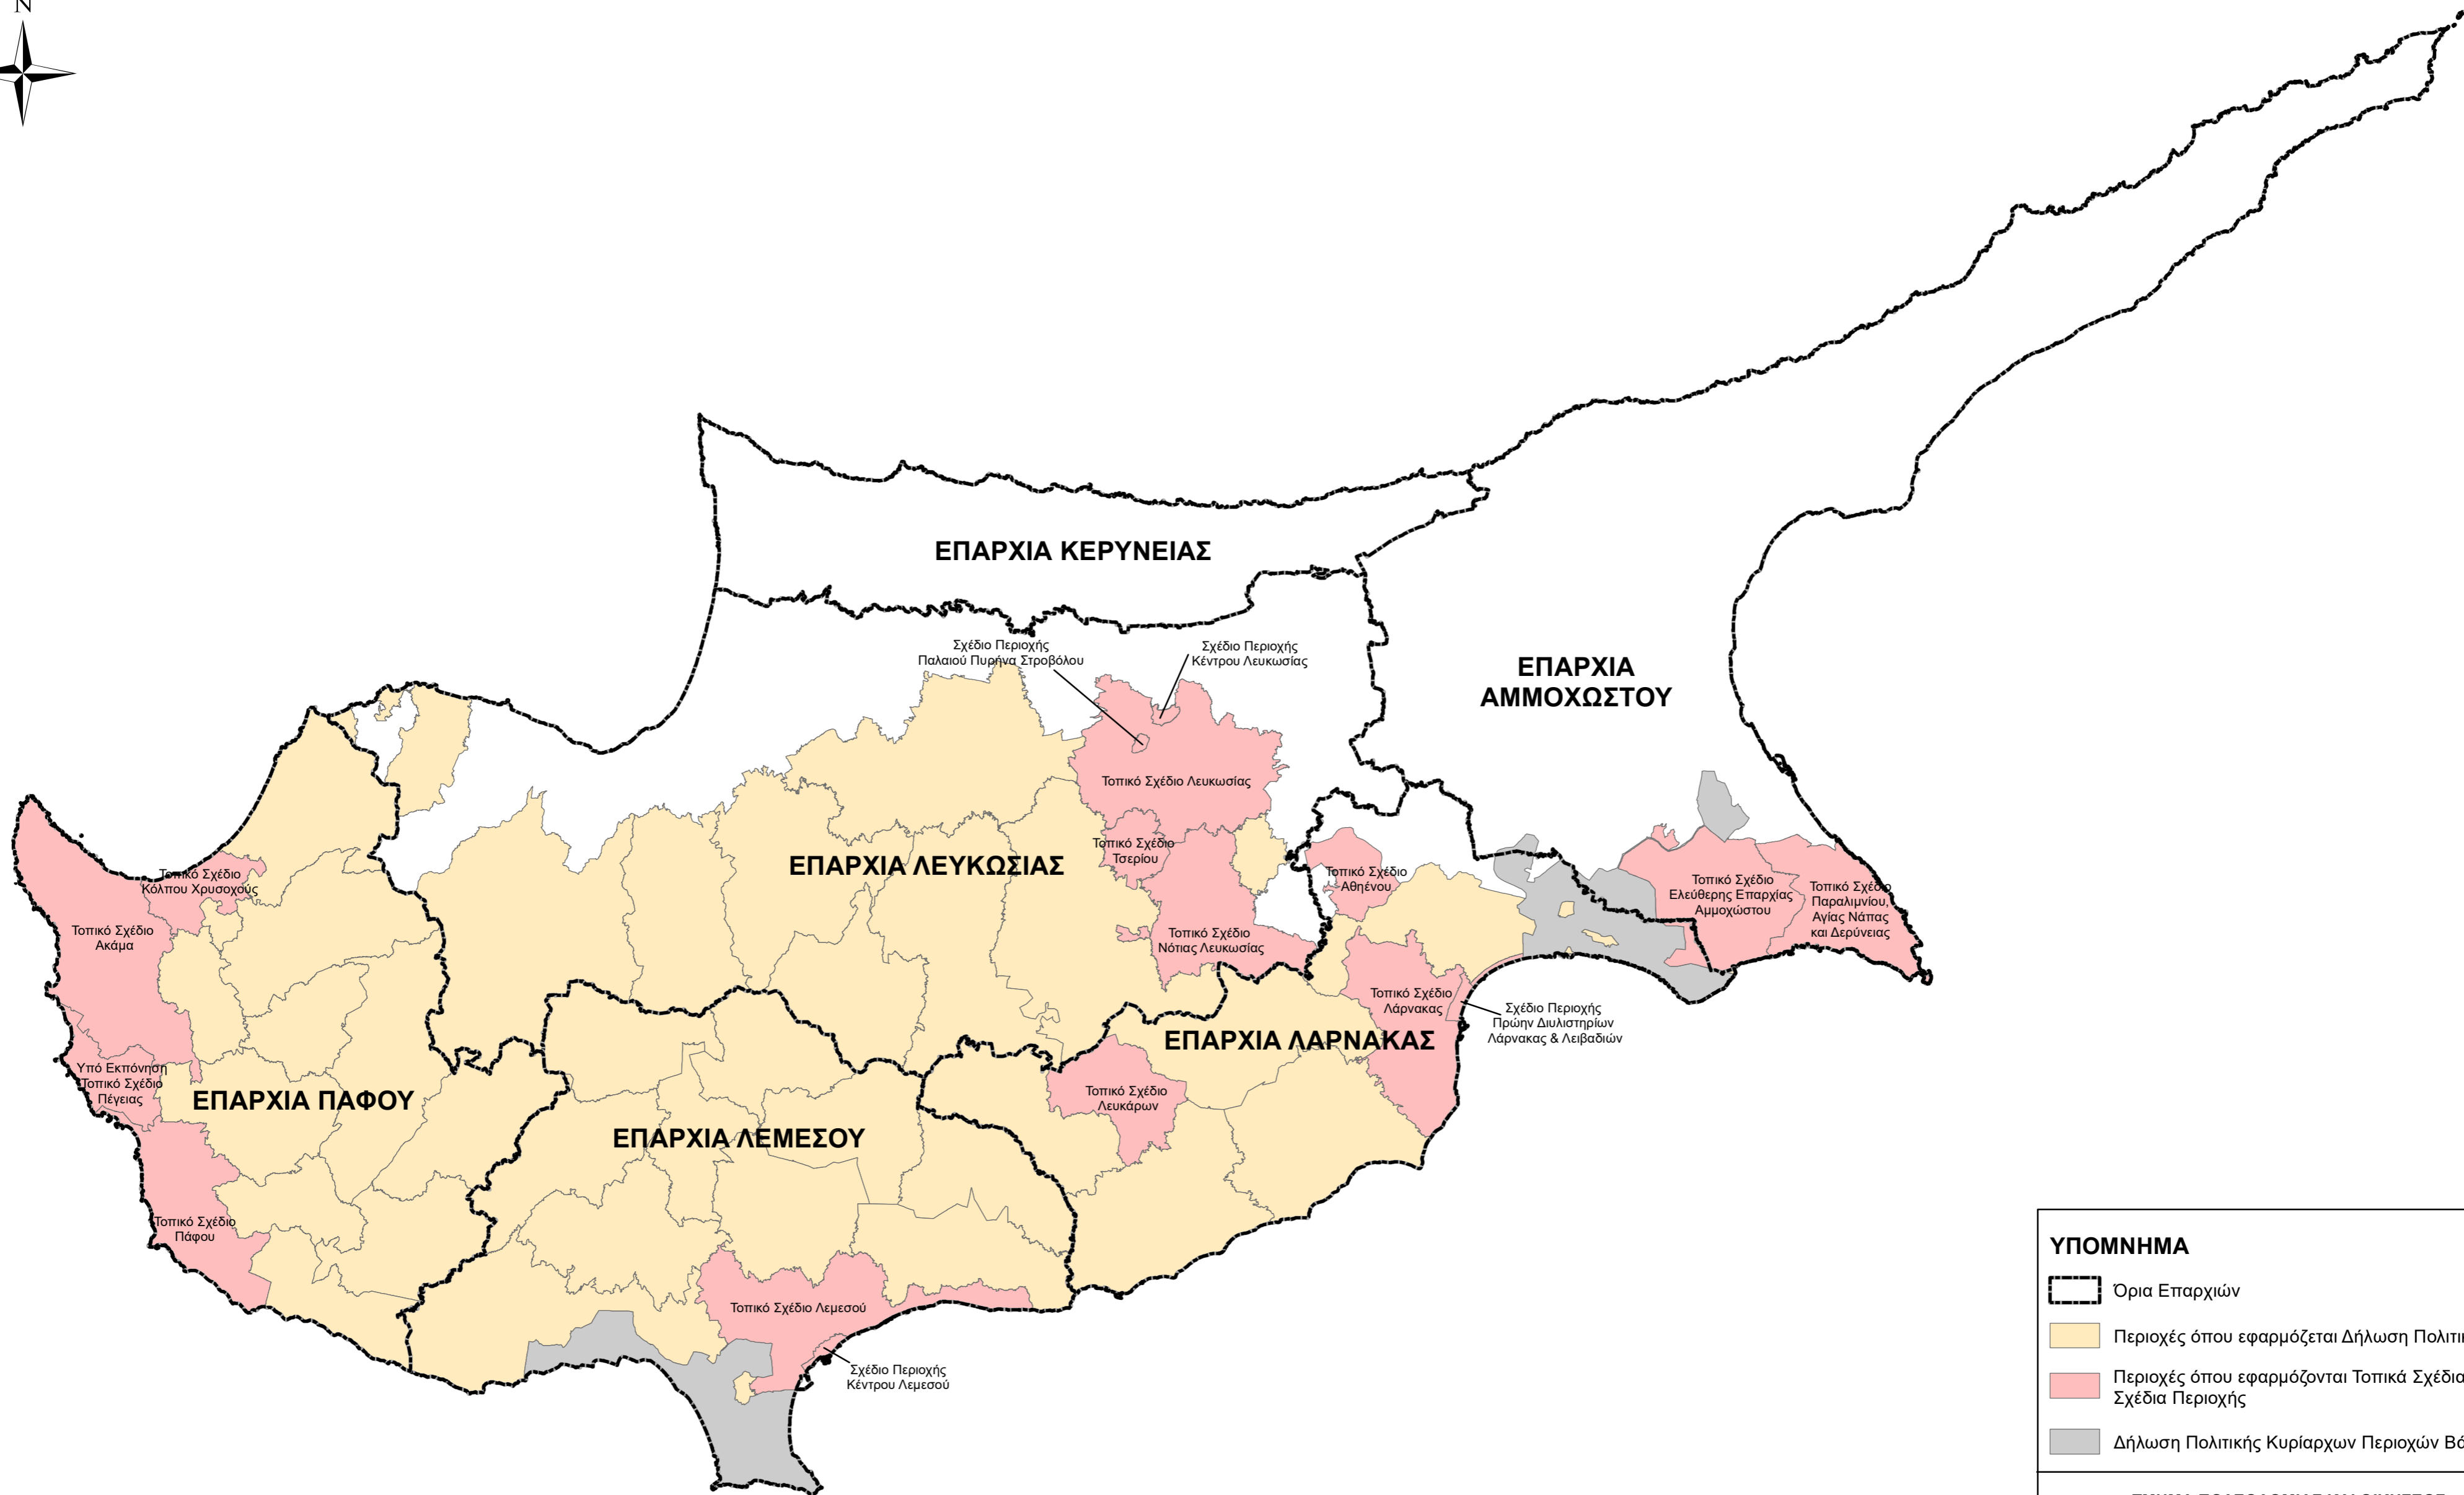 N
ΕΠΑΡΧΙΑ ΚΕΡΥΝΕΙΑΣ
Σχέδιο Περιοχής
Παλαιού Πυρήνα Στροβόλου
Σχέδιο Περιοχής
Κέντρου Λευκωσίας
ΕΠΑΡΧΙΑ
ΑΜΜΟΧΩΣΤΟΥ
Τοπικό Σχέδιο Λευκωσίας
Τοπικό Σχέδιο
Τσερίου
ΕΠΑΡΧΙΑ ΛΕΥΚΩΣΙΑΣ
Τοπικό Σχέδιο
Κόλπου Χρυσοχούς
Τοπικό Σχέδιο
Αθηένου
Τοπικό Σχέδιο
Ελεύθερης Επαρχίας
Αμμοχώστου
Τοπικό Σχέδιο
Παραλιμνίου,
Αγίας Νάπας
και Δερύνειας
Τοπικό Σχέδιο
Ακάμα
Τοπικό Σχέδιο
Νότιας Λευκωσίας
Τοπικό Σχέδιο
Λάρνακας
Σχέδιο Περιοχής
Πρώην Διυλιστηρίων
Λάρνακας & Λειβαδιών
ΕΠΑΡΧΙΑ ΛΑΡΝΑΚΑΣ
Υπό Εκπόνηση
Τοπικό Σχέδιο
Πέγειας
ΕΠΑΡΧΙΑ ΠΑΦΟΥ
Τοπικό Σχέδιο
Λευκάρων
ΕΠΑΡΧΙΑ ΛΕΜΕΣΟΥ
Τοπικό Σχέδιο
Πάφου
Τοπικό Σχέδιο Λεμεσού
Σχέδιο Περιοχής
Κέντρου Λεμεσού
ΥΠΟΜΝΗΜΑ
Όρια Επαρχιών
Περιοχές όπου εφαρμόζεται Δήλωση
Περιοχές όπου εφαρμόζονται Τοπικά Σχέδια
Σχέδια Περιοχής
Δήλωση Πολιτικής Κυρίαρχων Περιοχών